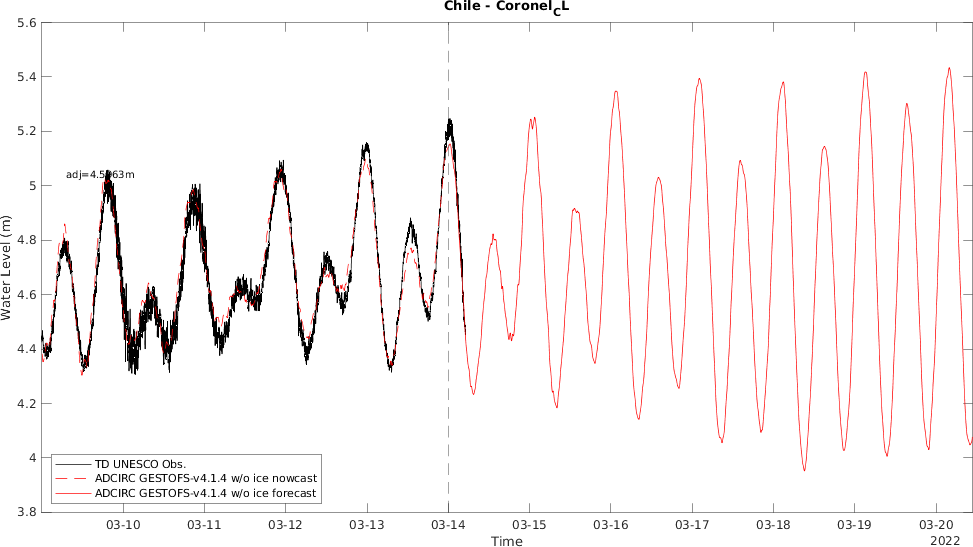 Chile - Coronel_CL
5.6
5.4
5.2
5
4.8
4.6
4.4
4.2
4
3.8
Water Level (m)
adj=4.5963m
TD UNESCO Obs.
ADCIRC GESTOFS-v4.1.4 w/o ice nowcast
ADCIRC GESTOFS-v4.1.4 w/o ice forecast
03-10 03-11 03-12 03-13 03-14 03-15 03-16 03-17 03-18 03-19 03-20
Time 2022